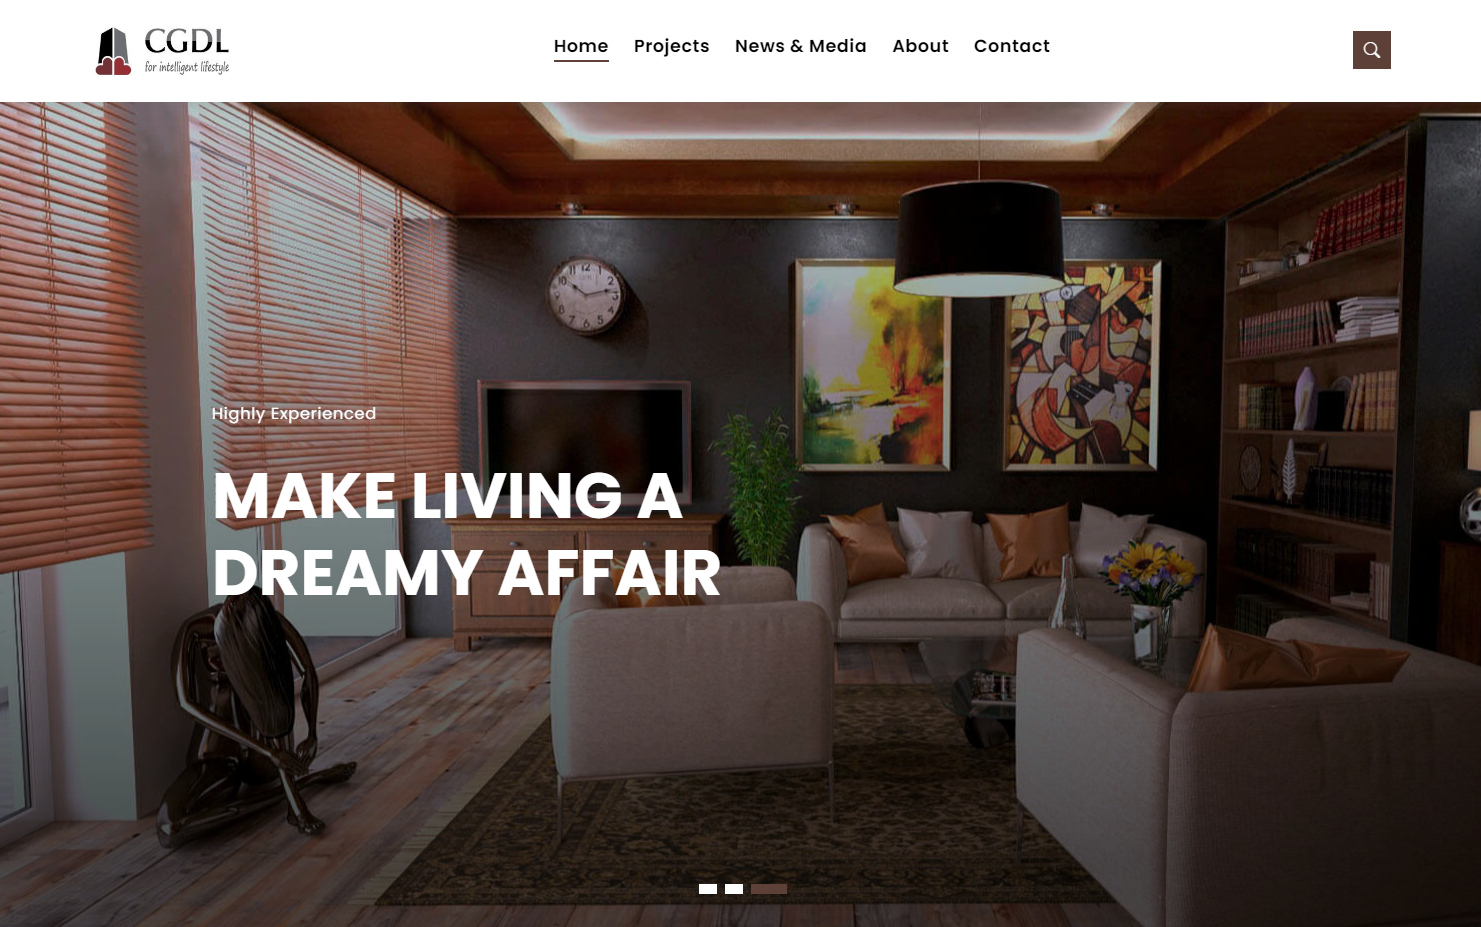 CGDL
for intelligent lifestyle
Home Projects News & Media About Contact
Highly Experienced
MAKE LIVING A
DREAMY AFFAIR